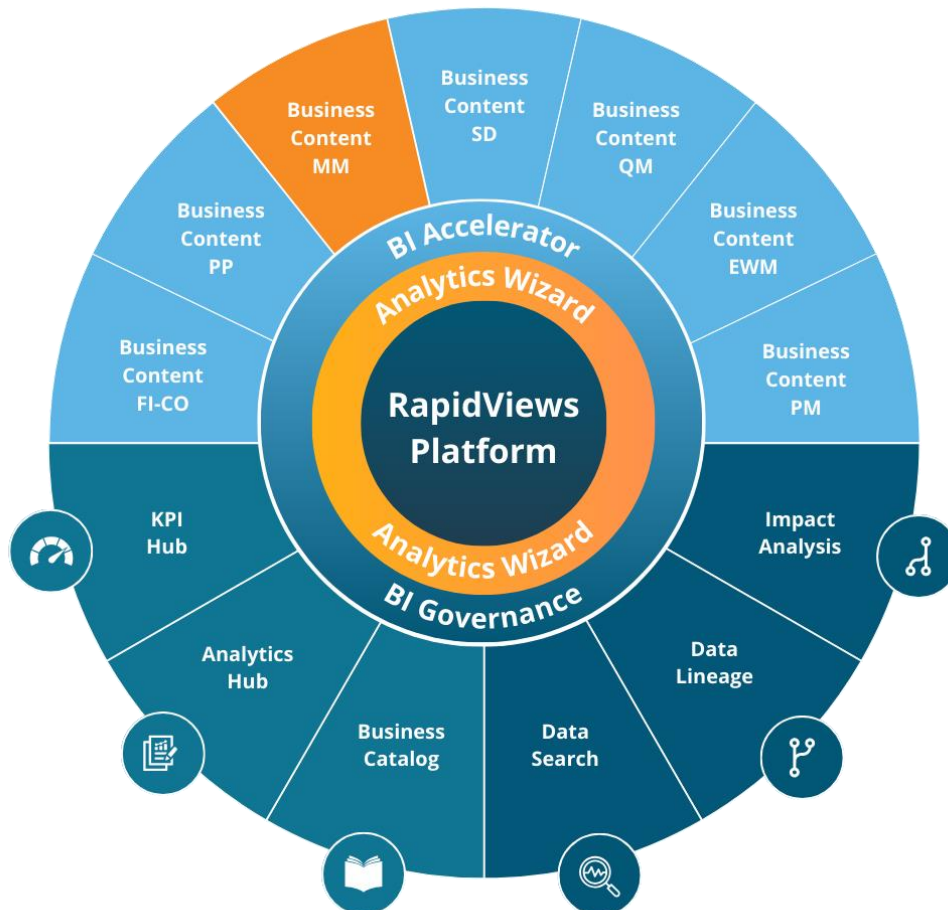 Business
Content
SD
Business
Content
MM
Business
Content
QM
Business
Content
PP
Business
Content
EWM
Business
Content
FI-CO
Business
Content
PM
BI Accelerator
Analytics Wizard
RapidViews
Platform
Analytics Wizard
BI Governance
KPI
Hub
Impact
Analysis
Analytics
Hub
Data
Lineage
Business
Catalog
Data
Search